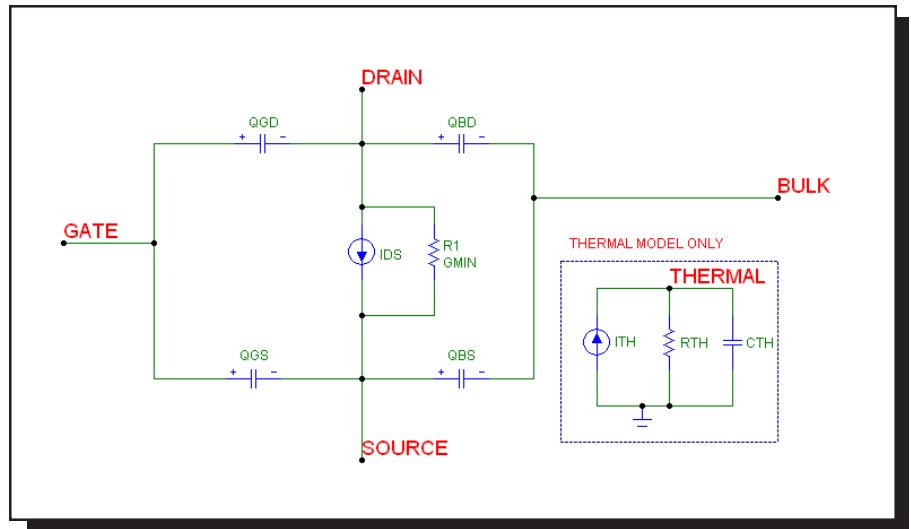 DRAIN
QGD
QBD
+ -
+ -
BULK
GATE
IDS
R1
GMIN
THERMAL MODEL ONLY
THERMAL
ITH
RTH
CTH
QGS
QBS
+ -
+ -
SOURCE